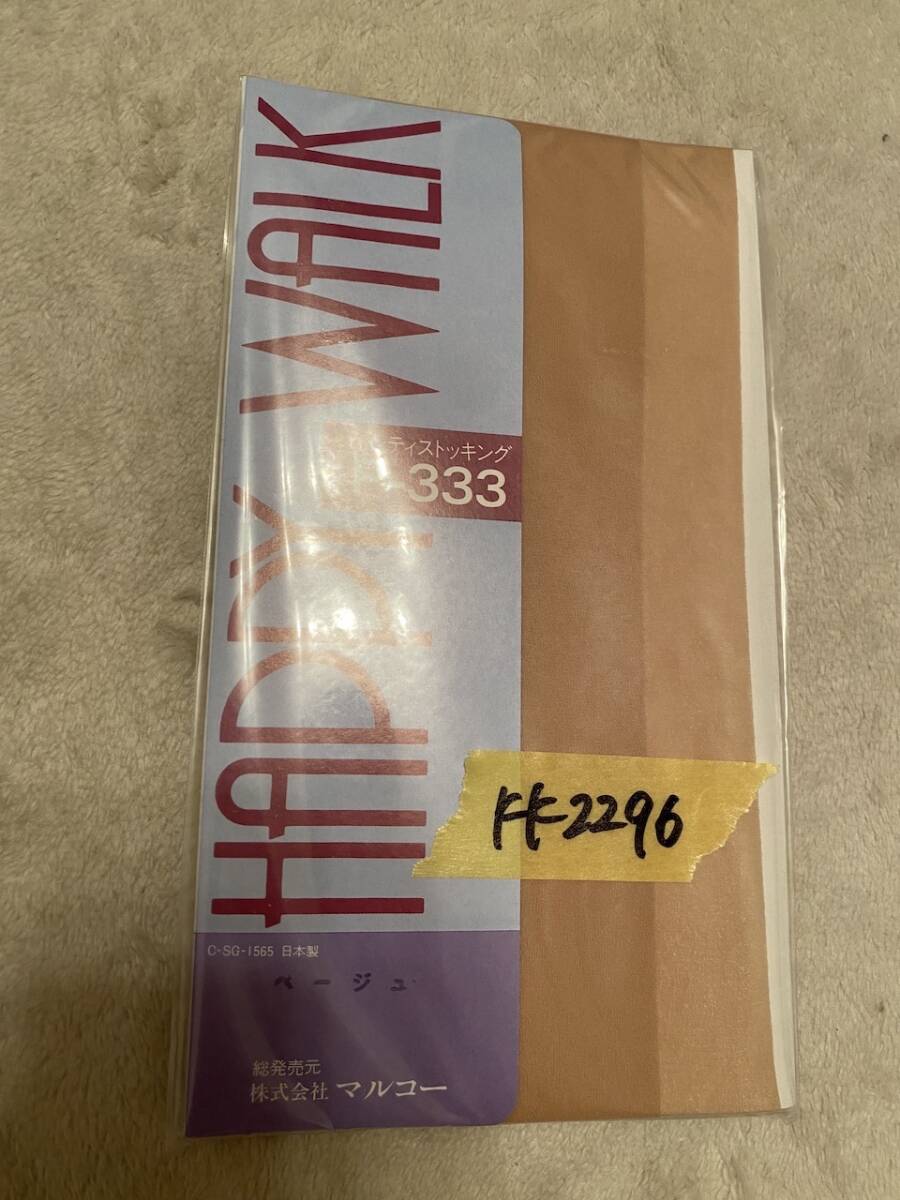 HAPPY WALK
ティストッキング
333
KK-2296
C-SG-1565 日本製
ベージュ
総発売元
株式会社 マルコー